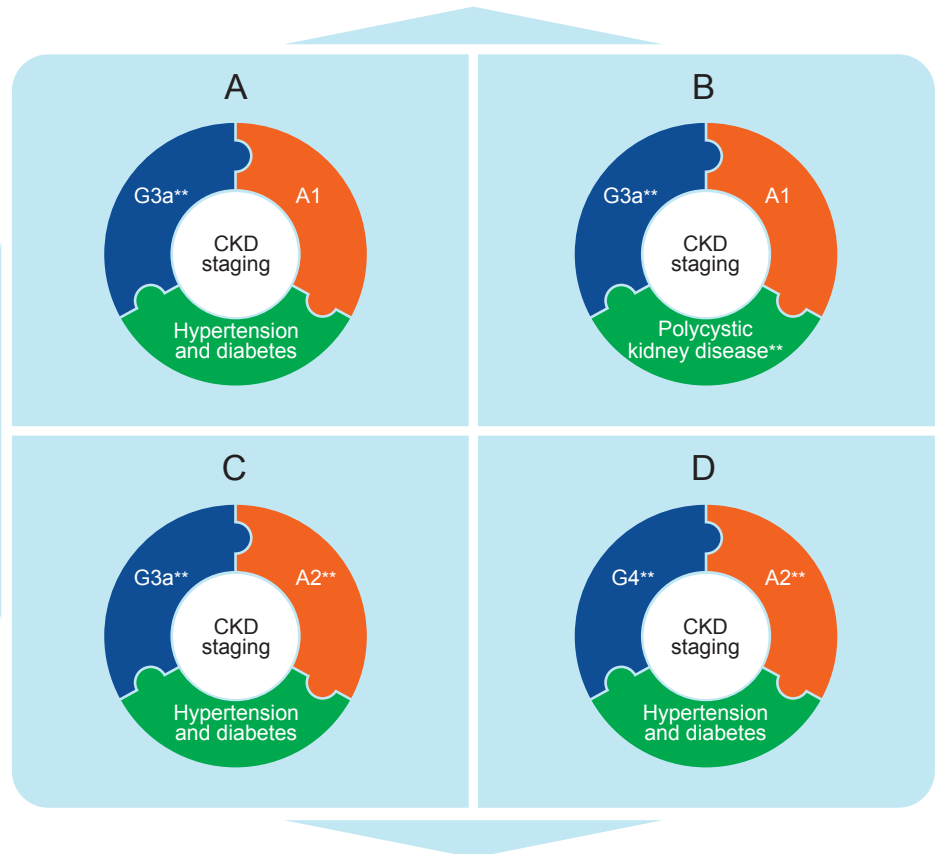 A
G3a**
A1
CKD
staging
Hypertension
and diabetes
B
G3a**
A1
CKD
staging
Polycystic
kidney disease**
C
G3a**
A2**
CKD
staging
Hypertension
and diabetes
D
G4**
A2**
CKD
staging
Hypertension
and diabetes